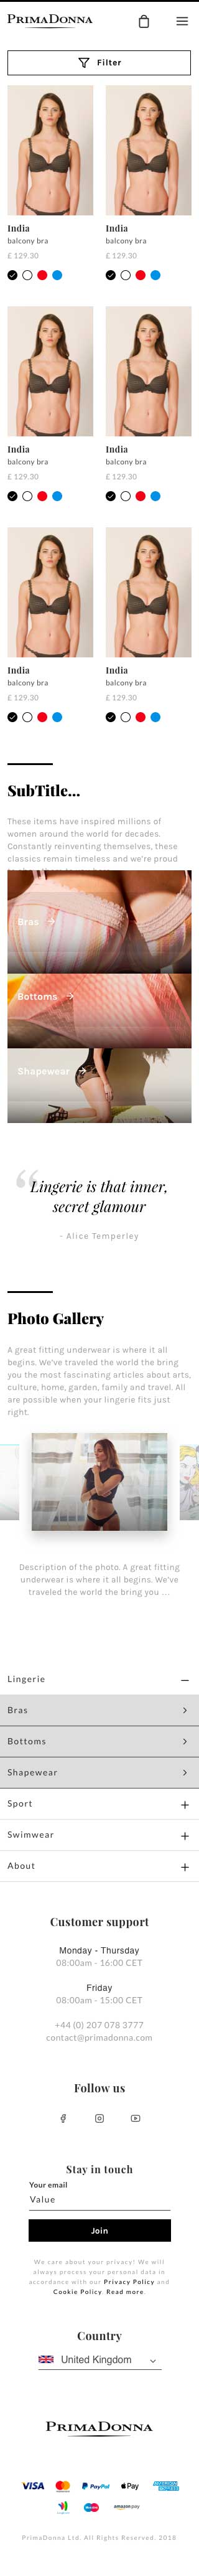 PRIMADONNA
Filter
India India
balcony bra balcony bra
£ 129.30 £ 129.30
India India
balcony bra balcony bra
£ 129.30 £ 129.30
India India
balcony bra balcony bra
£ 129.30 £ 129.30
SubTitle...
These items have inspired millions of
women around the world for decades.
Constantly reinventing themselves, these
classics remain timeless and we're proud
Bras
Bottoms
Shapewear
“Lingerie is that inner,
secret glamour
- Alice Temperley
Photo Gallery
A great fitting underwear is where it all
begins. We've traveled the world the bring
you the most fascinating articles about arts,
culture, home, garden, family and travel. All
are possible when your lingerie fits just
right.
Description of the photo. A great fitting
underwear is where it all begins. We've
traveled the world the bring you ...
Lingerie
Bras
Bottoms
Shapewear
Sport
Swimwear
About
Customer support
Monday - Thursday
08:00am - 16:00 CET
Friday
08:00am - 15:00 CET
+44 (0) 207 078 3777
contact@primadonna.com
Follow us
Stay in touch
Your email
Value
Join
We care about your privacy! We will
always precess your personal data in
accordance with our Privacy Policy and
Cookie Policy. Read more.
Country
United Kingdom
PRIMADONNA
VISA mastercard PayPal Pay AMERICAN EXPRESS
maestro amazon pay
PrimaDonna Ltd. All Rights Reserved. 2018